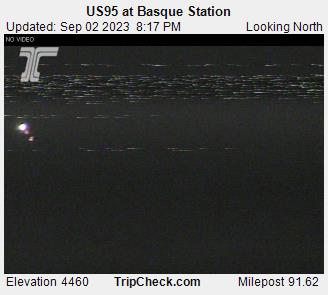 US95 at Basque Station
Updated: Sep 02 2023 8:17 PM Looking North
NO VIDEO
Elevation 4460 TripCheck.com Milepost 91.62